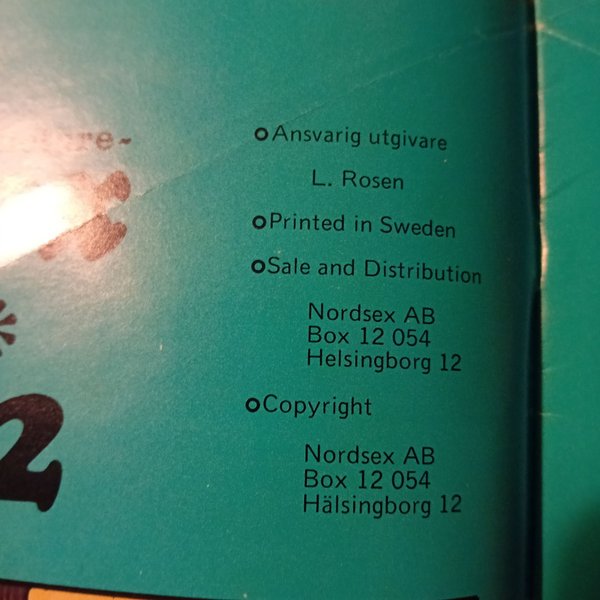 Ansvarig utgivare
L. Rosen
Printed in Sweden
Sale and Distribution
Nordsex AB
Box 12 054
Helsingborg 12
Copyright
Nordsex AB
Box 12 054
Hälsingborg 12
2